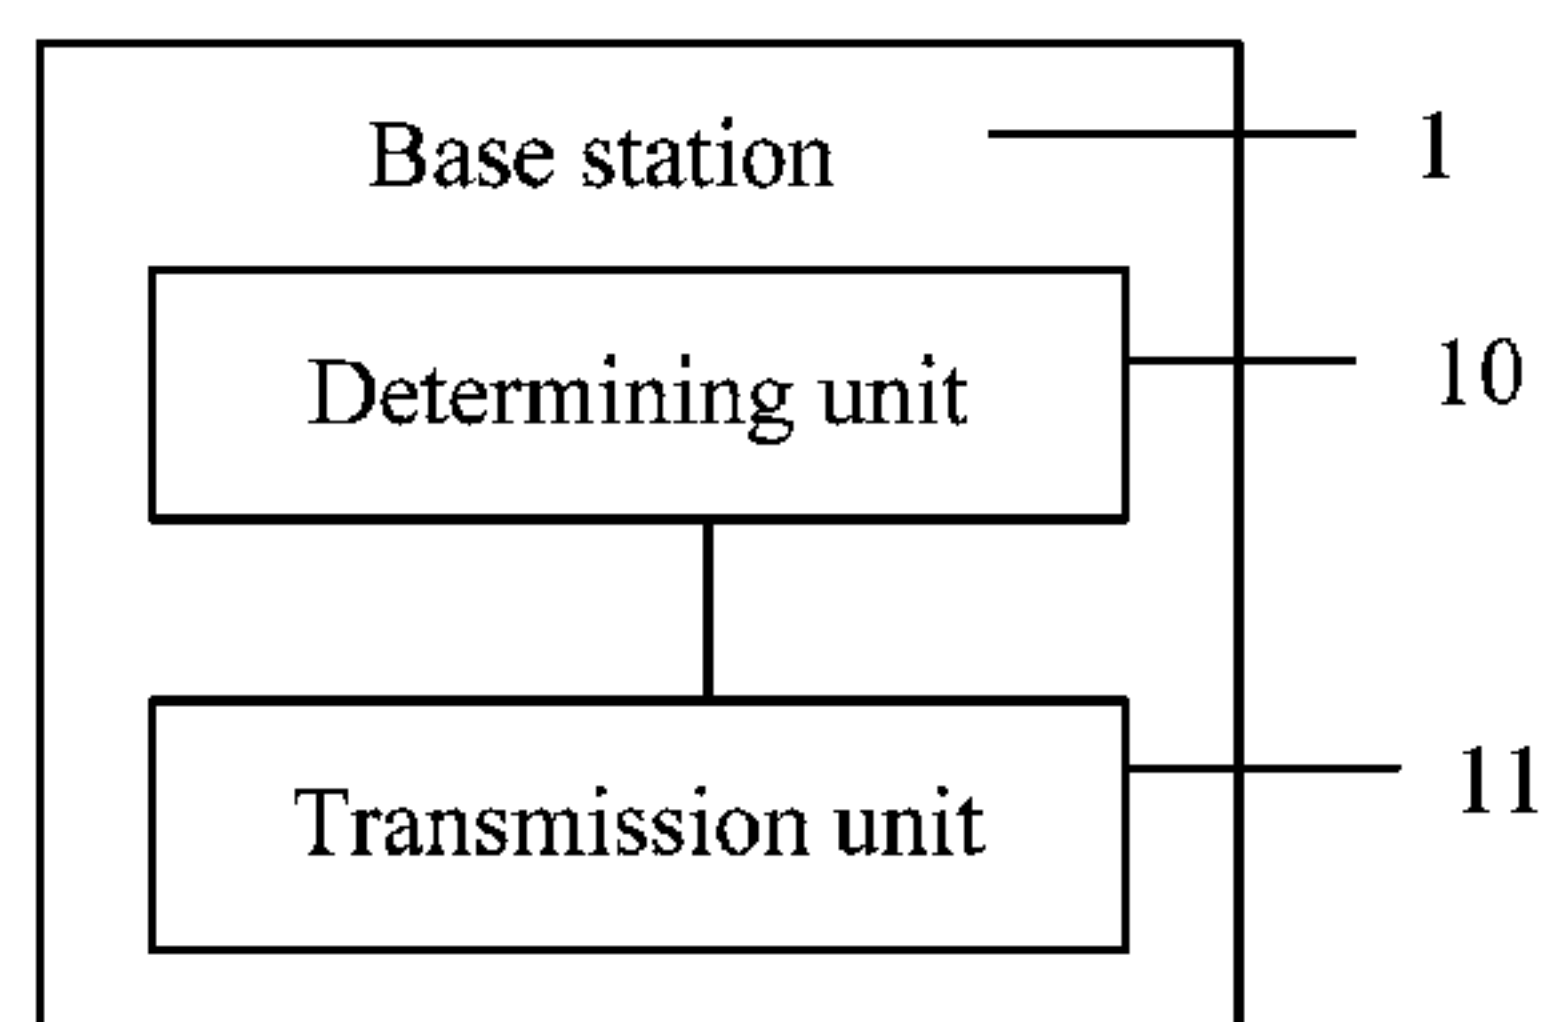 Base station 1
Determining unit 10
Transmission unit 11